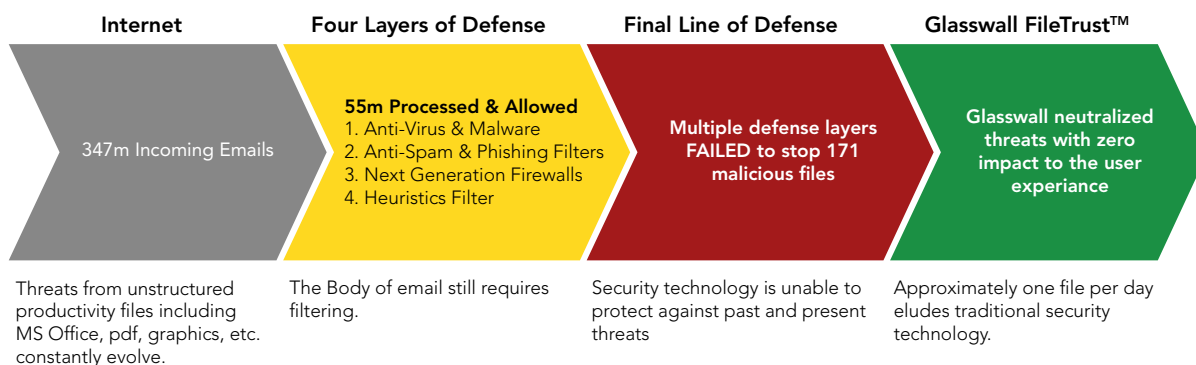 Internet
Four Layers of Defense
Final Line of Defense
Glasswall FileTrust™
347m Incoming Emails
55m Processed & Allowed
1. Anti-Virus & Malware
2. Anti-Spam & Phishing Filters
3. Next Generation Firewalls
4. Heuristics Filter
Multiple defense layers
FAILED to stop 171
malicious files
Glasswall neutralized
threats with zero
impact to the user
experiance
Threats from unstructured
productivity files including
MS Office, pdf, graphics, etc.
constantly evolve.
The Body of email still requires
filtering.
Security technology is unable to
protect against past and present
threats
Approximately one file per day
eludes traditional security
technology.